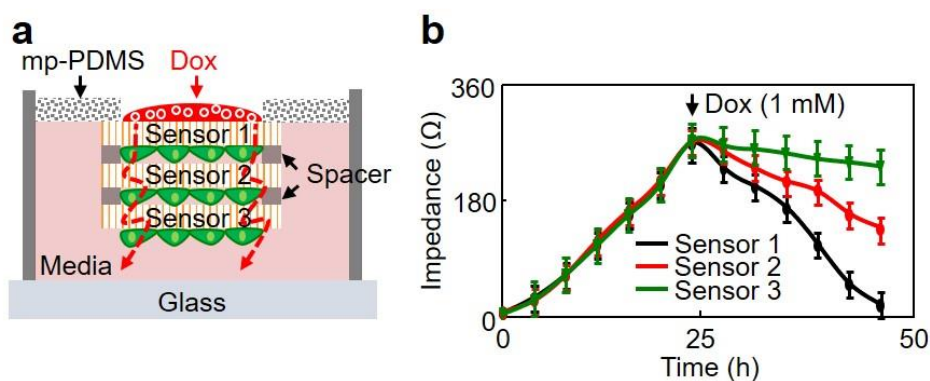 a
mp-PDMS
Dox
Sensor 1
Sensor 2
Spacer
Sensor 3
Media
Glass
b
360
Dox (1 mM)
Impedance (Ω)
180
Sensor 1
Sensor 2
Sensor 3
0
0
25
50
Time (h)